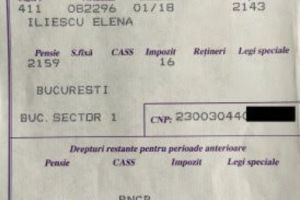 411 082296 01/18 2143
ILIESCU ELENA
Pensie S.fixă CASS Impozit Rețineri Legi speciale
2159 16
BUCURESTI
BUC. SECTOR 1 CNP: 230030440
Drepturi restante pentru perioade anterioare
Pensie CASS Impozit Legi speciale